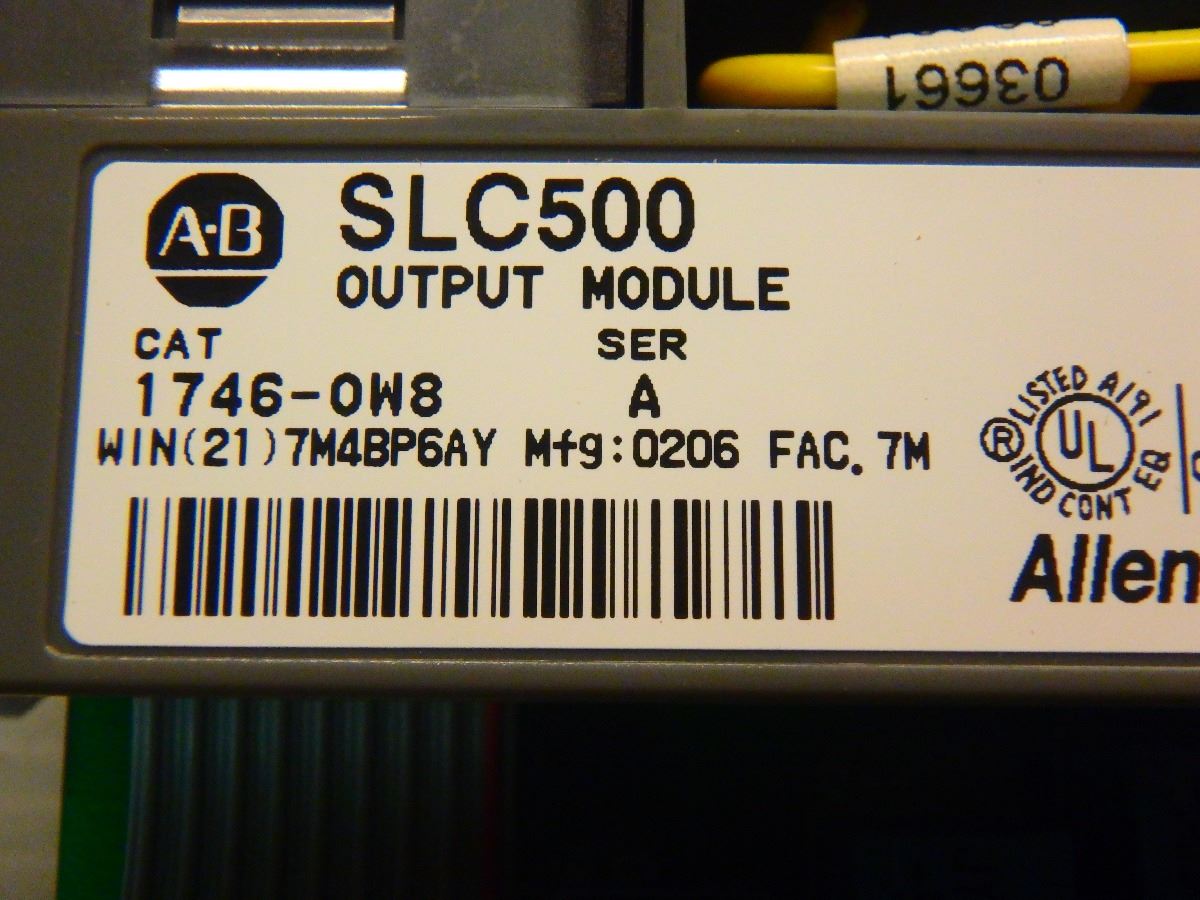 03661
A-B
SLC500
OUTPUT MODULE
CAT SER
1746-OW8 A
WIN(21)7M4BP6AY Mfg:0206 FAC. 7M
® LISTED A191
UL
IND CONT EQ
Allen